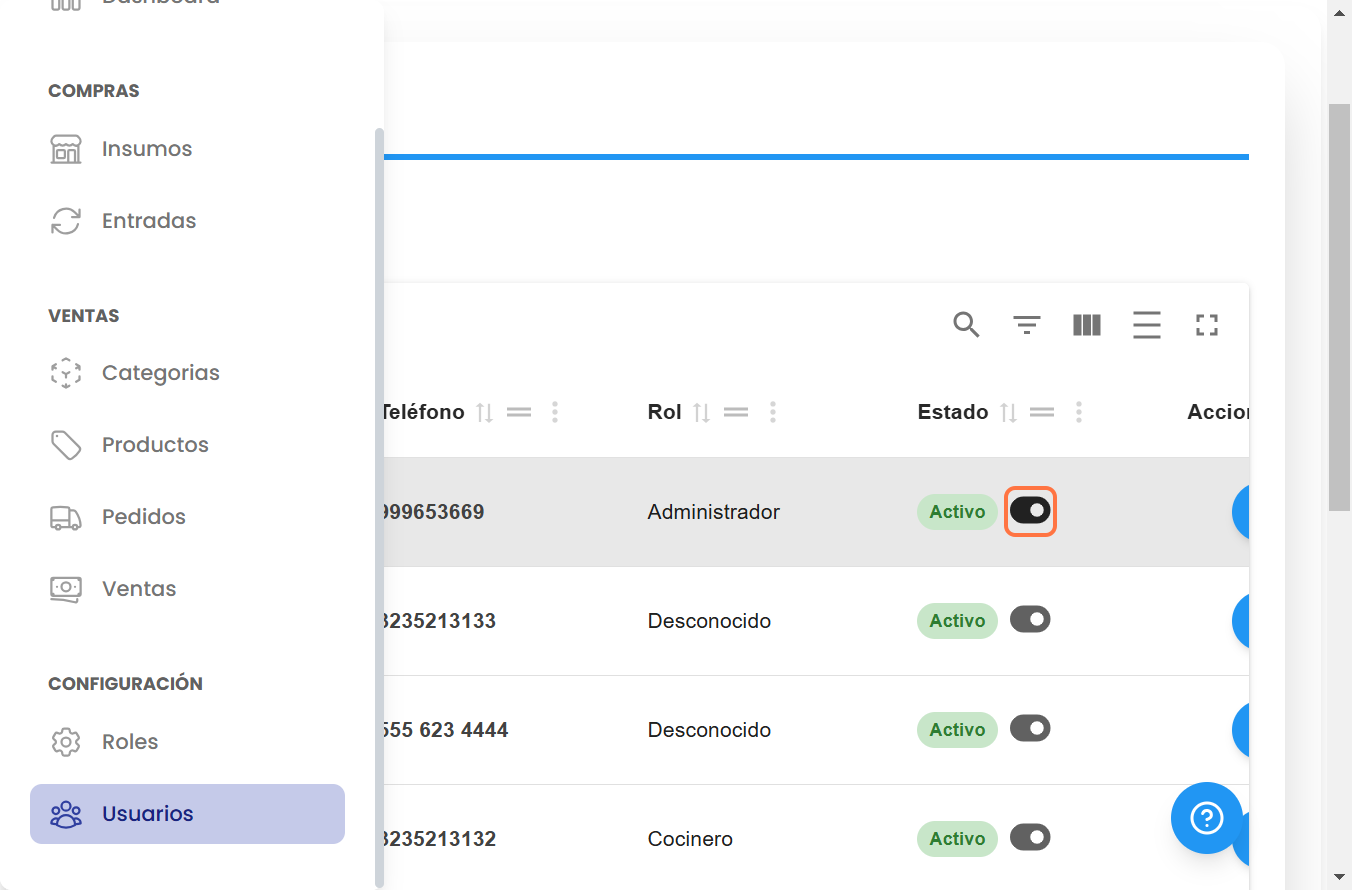 COMPRAS
Insumos
Entradas
VENTAS
Categorias
Productos
Pedidos
Ventas
CONFIGURACIÓN
Roles
Usuarios
Teléfono Rol Estado
999653669 Administrador Activo
3235213133 Desconocido Activo
555 623 4444 Desconocido Activo
3235213132 Cocinero Activo